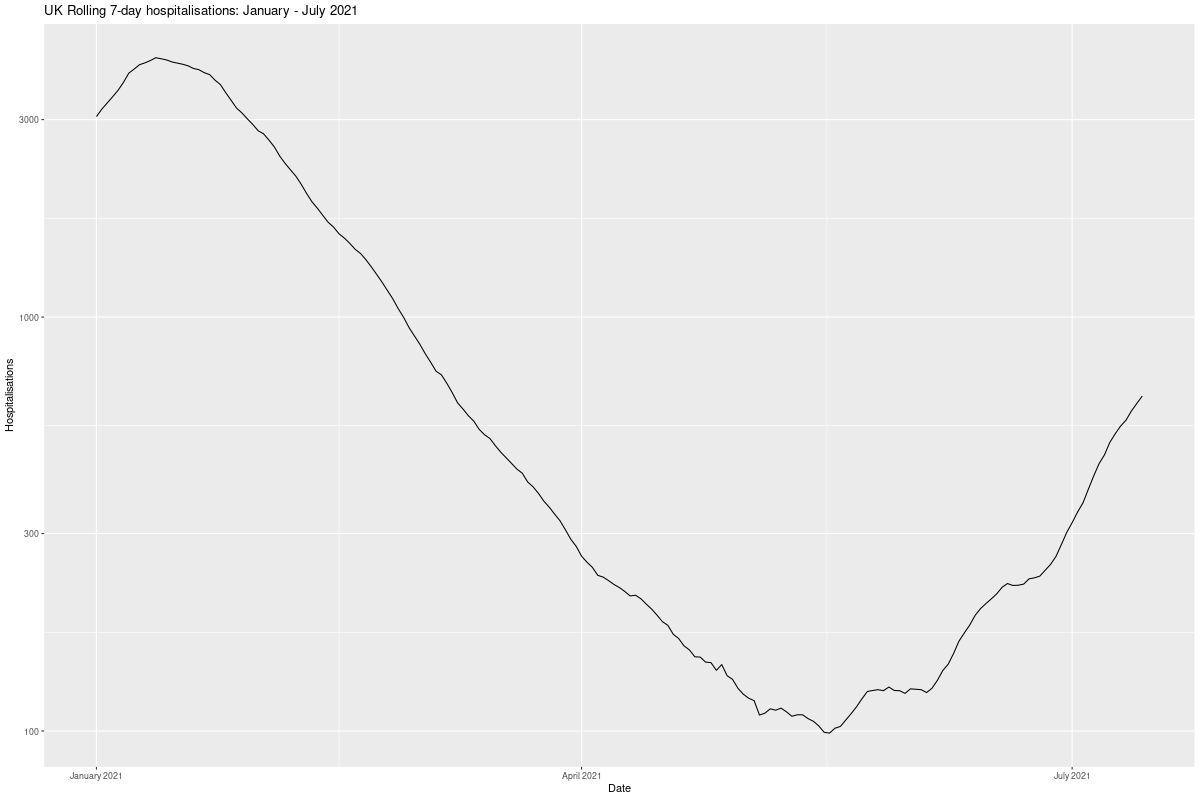 UK Rolling 7-day hospitalisations: January - July 2021
Hospitalisations
3000
1000
300
100
January 2021
April 2021
July 2021
Date